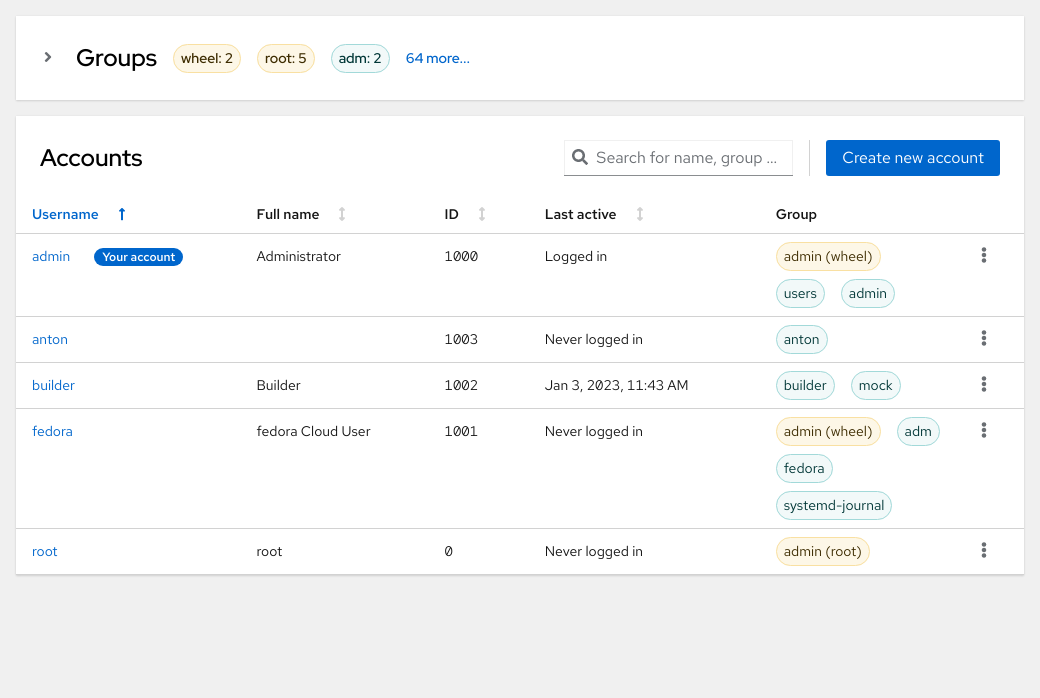 Groups wheel: 2 root: 5 adm: 2 64 more...
Accounts Search for name, group ... Create new account
Username Full name ID Last active Group
admin Your account Administrator 1000 Logged in admin (wheel)
users admin
anton 1003 Never logged in anton
builder Builder 1002 Jan 3, 2023, 11:43 AM builder mock
fedora fedora Cloud User 1001 Never logged in admin (wheel) adm
fedora
systemd-journal
root root 0 Never logged in admin (root)